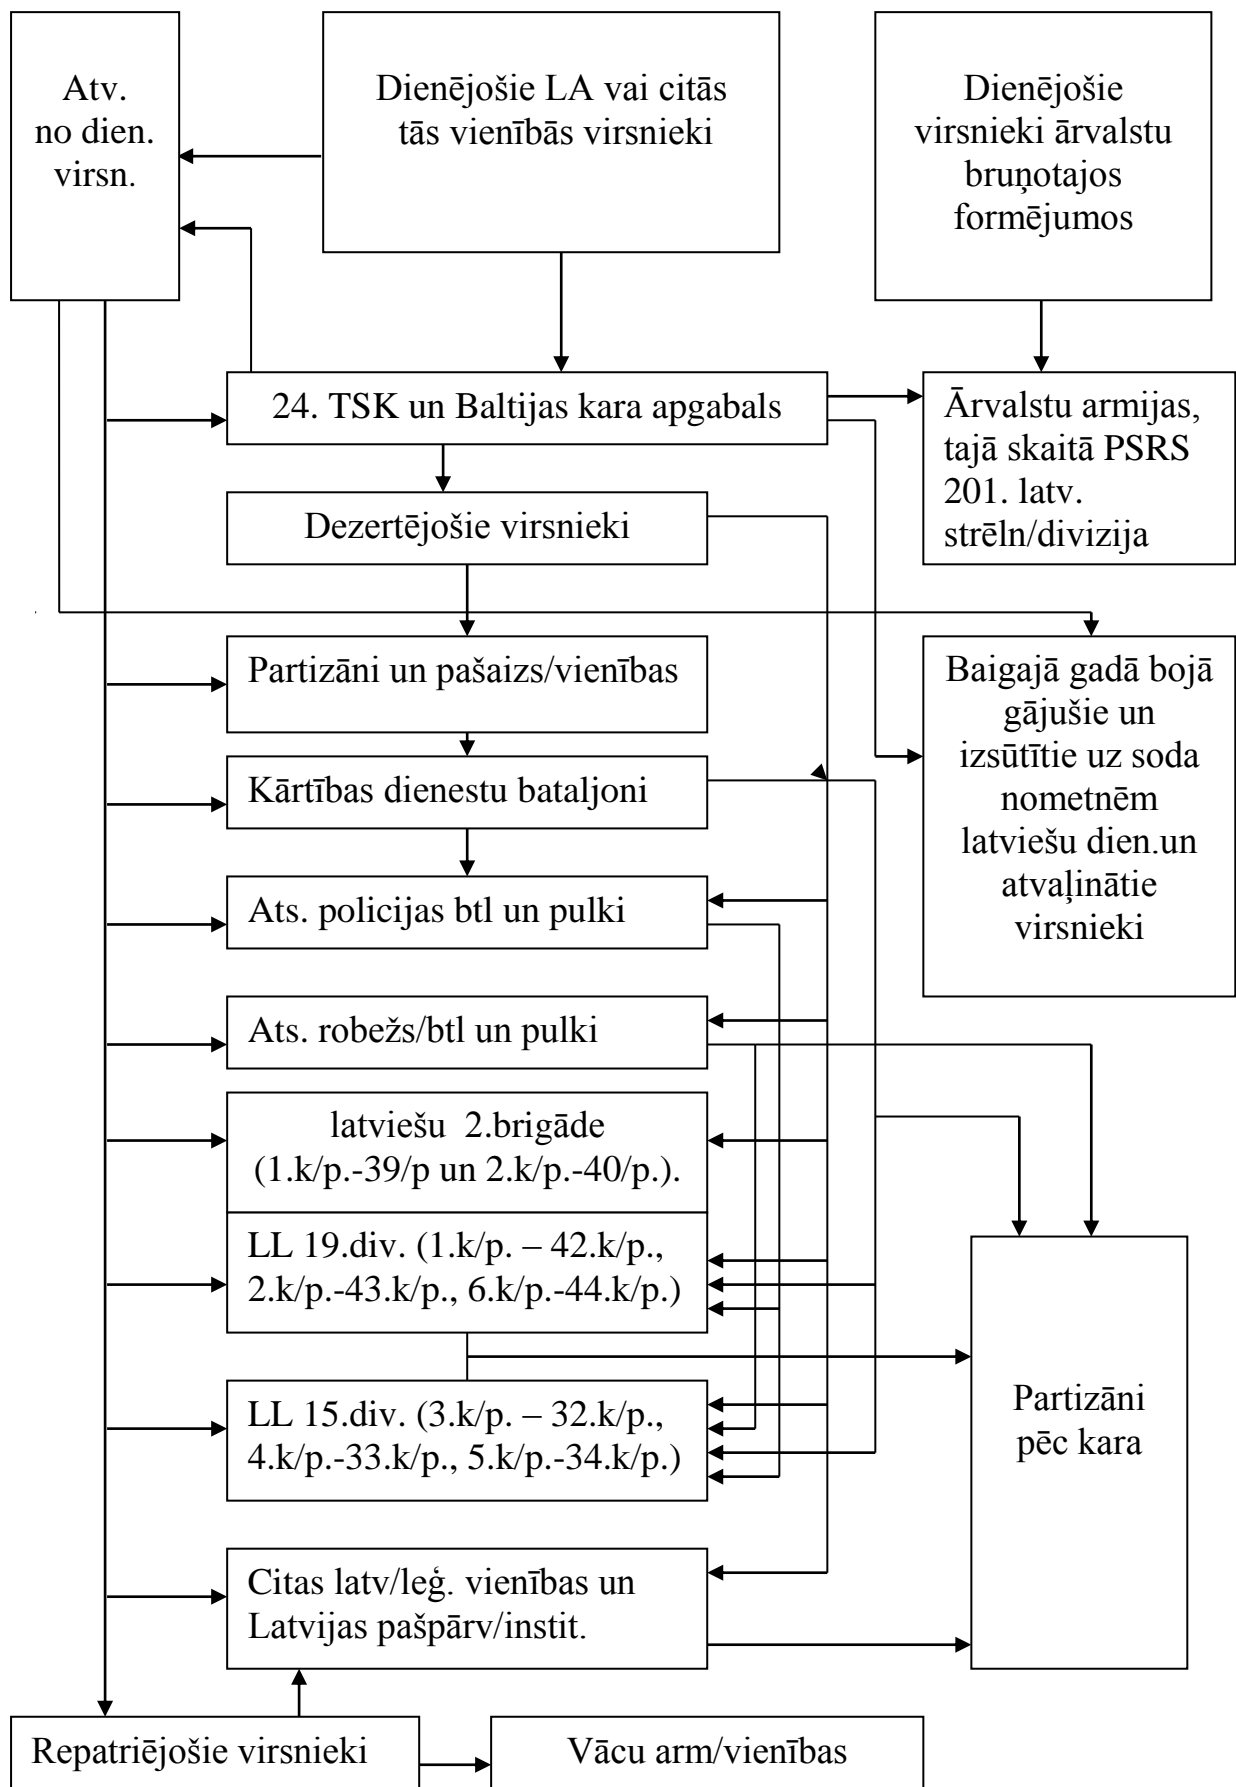 Atv.
no dien.
virsn.
Dienējošie LA vai citās
tās vienībās virsnieki
Dienējošie
virsnieki ārvalstu
bruņotajos
formējumos
24. TSK un Baltijas kara apgabals
Ārvalstu armijas,
tajā skaitā PSRS
201. latv.
strēln/divizija
Dezertējošie virsnieki
Partizāni un pašaizs/vienības
Baigajā gadā bojā
gājušie un
izsūtītie uz soda
nometnēm
latviešu dien.un
atvaļinātie
virsnieki
Kārtības dienestu bataljoni
Ats. policijas btl un pulki
Ats. robežs/btl un pulki
latviešu 2.brigāde
(1.k/p.-39/p un 2.k/p.-40/p.).
LL 19.div. (1.k/p. – 42.k/p.,
2.k/p.-43.k/p., 6.k/p.-44.k/p.)
LL 15.div. (3.k/p. – 32.k/p.,
4.k/p.-33.k/p., 5.k/p.-34.k/p.)
Partizāni
pēc kara
Citas latv/leģ. vienības un
Latvijas pašpārv/instit.
Repatriējošie virsnieki
Vācu arm/vienības